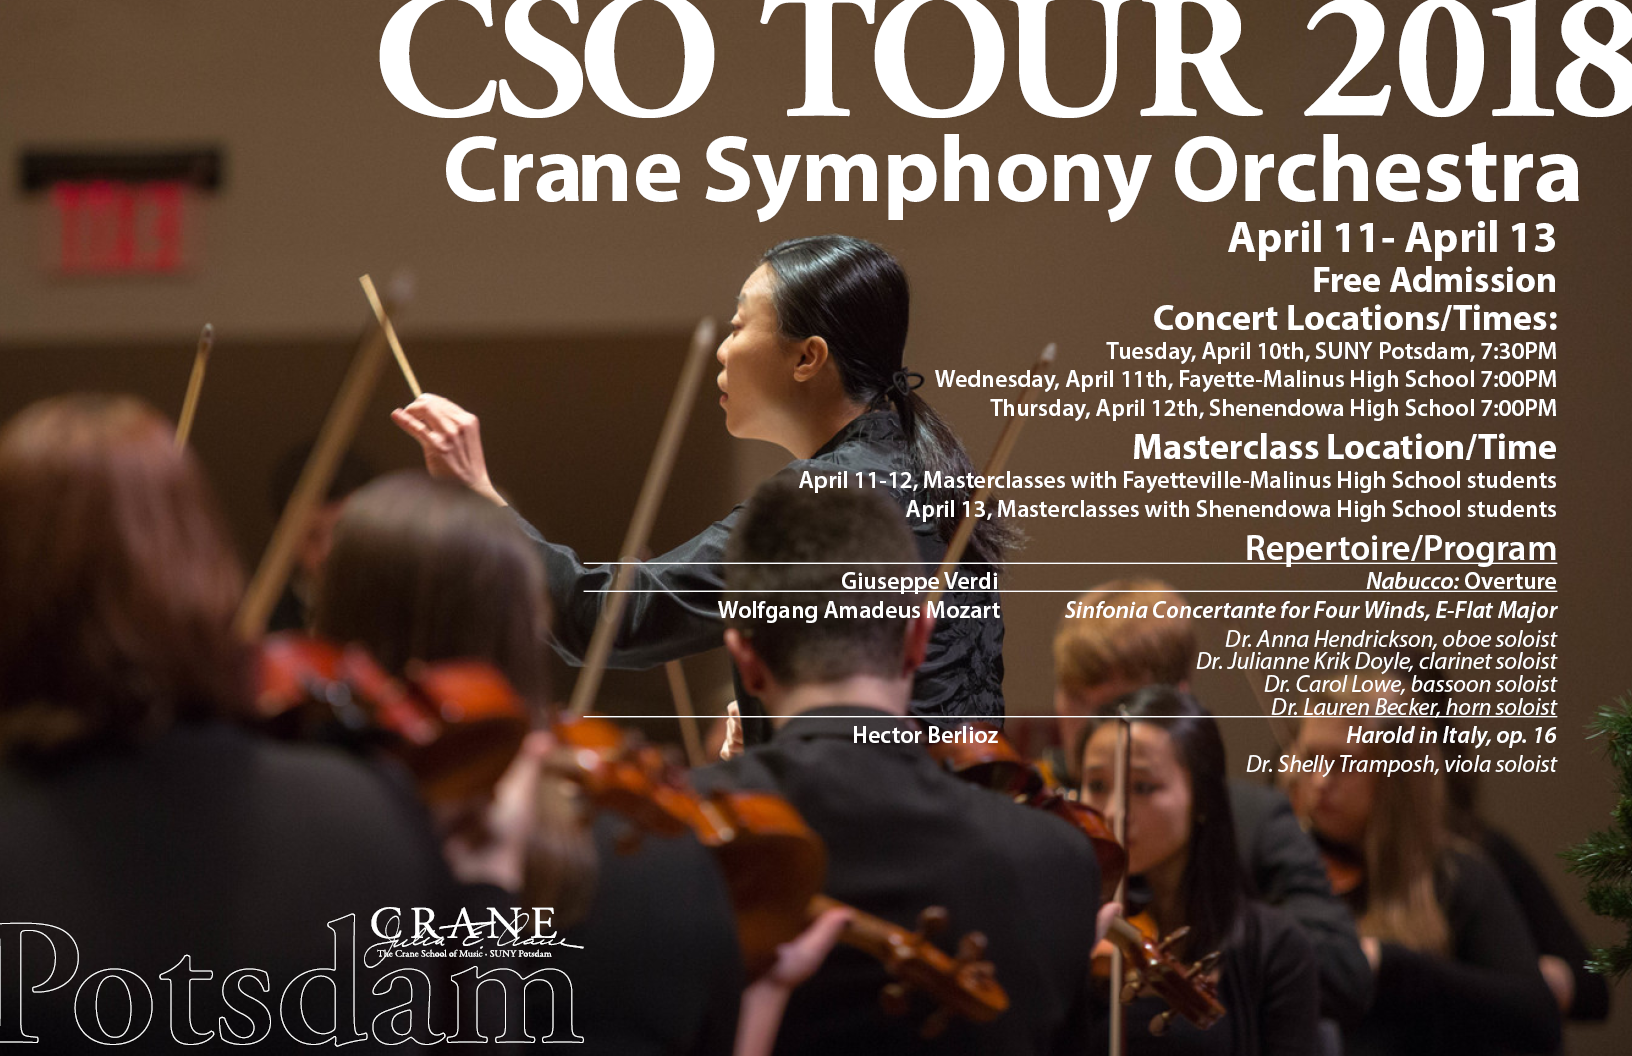 CSO TOUR 2018
Crane Symphony Orchestra
April 11- April 13
Free Admission
Concert Locations/Times:
Tuesday, April 10th, SUNY Potsdam, 7:30PM
Wednesday, April 11th, Fayette-Malinus High School 7:00PM
Thursday, April 12th, Shenendowa High School 7:00PM
Masterclass Location/Time
April 11-12, Masterclasses with Fayetteville-Malinus High School students
April 13, Masterclasses with Shenendowa High School students
Repertoire/Program
Giuseppe Verdi Nabucco: Overture
Wolfgang Amadeus Mozart Sinfonia Concertante for Four Winds, E-Flat Major
Dr. Anna Hendrickson, oboe soloist
Dr. Julianne Krik Doyle, clarinet soloist
Dr. Carol Lowe, bassoon soloist
Dr. Lauren Becker, horn soloist
Hector Berlioz Harold in Italy, op. 16
Dr. Shelly Tramposh, viola soloist
CRANE
Julia E. Crane
The Crane School of Music • SUNY Potsdam
Potsdam